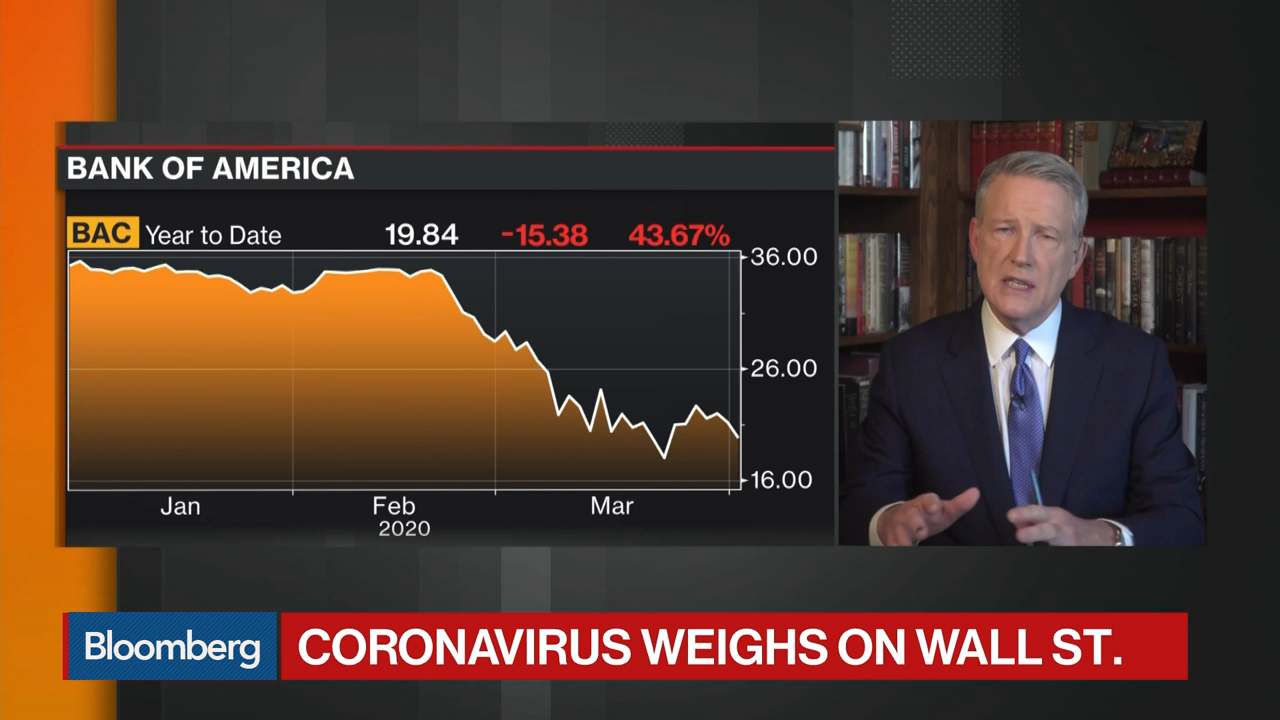 BANK OF AMERICA
BAC Year to Date 19.84 -15.38 43.67%
36.00
26.00
16.00
Jan Feb Mar
2020
Bloomberg
CORONAVIRUS WEIGHS ON WALL ST.